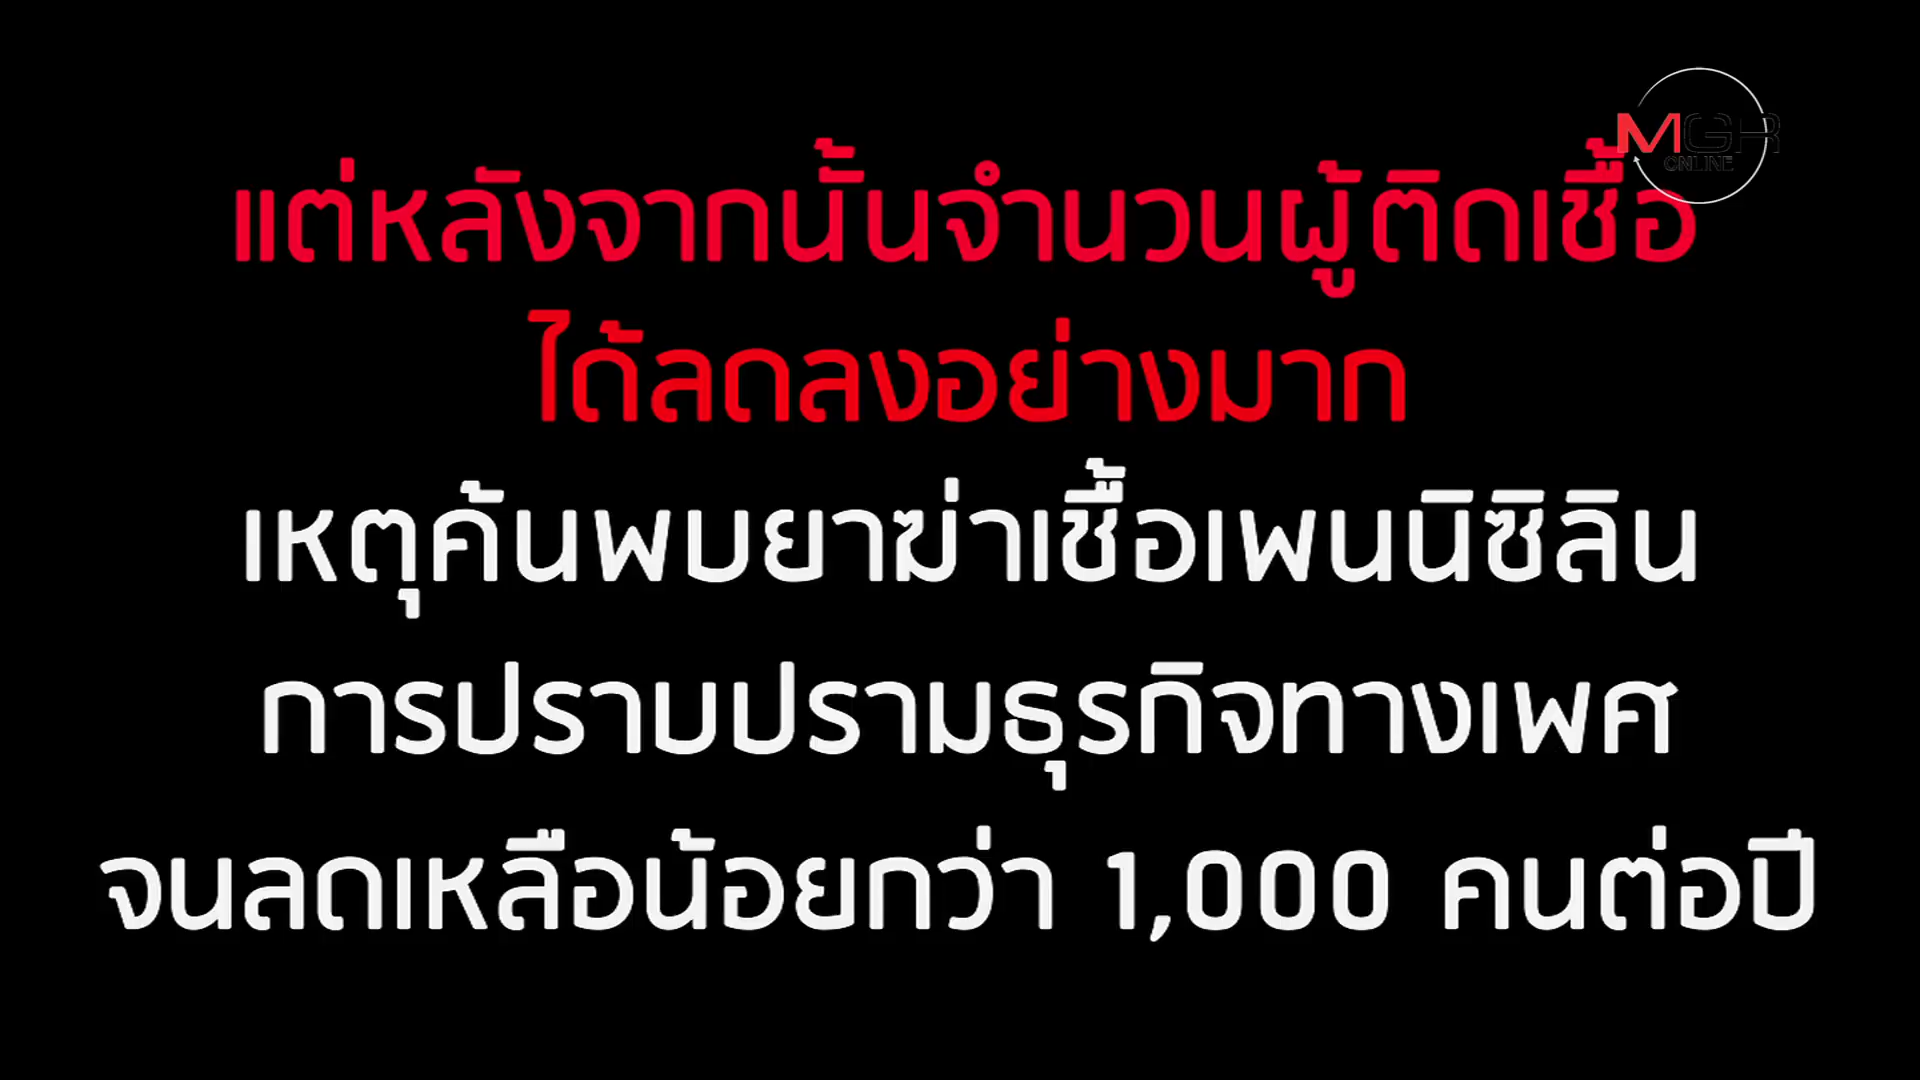 MGR
ONLINE
แต่หลังจากนั้นจำนวนผู้ติดเชื้อ
ได้ลดลงอย่างมาก
เหตุค้นพบยาฆ่าเชื้อเพนนิซิลิน
การปราบปรามธุรกิจทางเพศ
จนลดเหลือน้อยกว่า 1,000 คนต่อปี